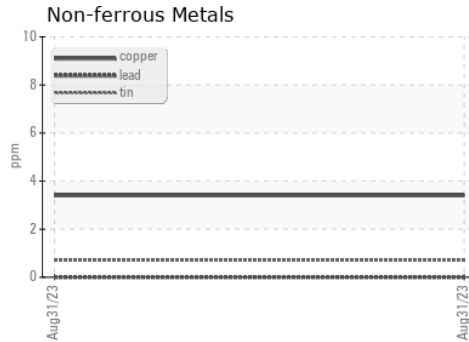 Non-ferrous Metals
10
8
6
4
2
0
ppm
copper
lead
tin
Aug31/23
Aug31/23